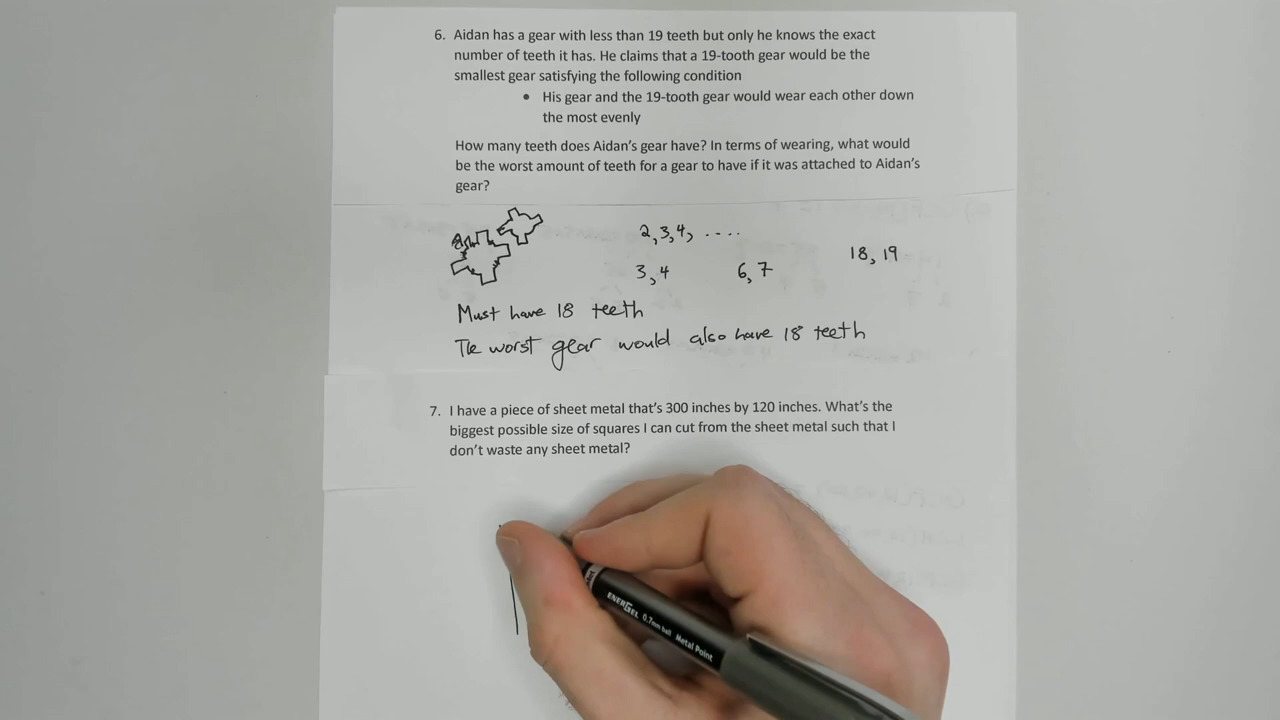 6. Aidan has a gear with less than 19 teeth but only he knows the exact
number of teeth it has. He claims that a 19-tooth gear would be the
smallest gear satisfying the following condition
• His gear and the 19-tooth gear would wear each other down
the most evenly
How many teeth does Aidan's gear have? In terms of wearing, what would
be the worst amount of teeth for a gear to have if it was attached to Aidan's
gear?
2, 3, 4, ....
3, 4 6, 7 18, 19
Must have 18 teeth
The worst gear would also have 18 teeth
7. I have a piece of sheet metal that's 300 inches by 120 inches. What's the
biggest possible size of squares I can cut from the sheet metal such that I
don't waste any sheet metal?
ENERGEL 0.7mm ball Metal Point